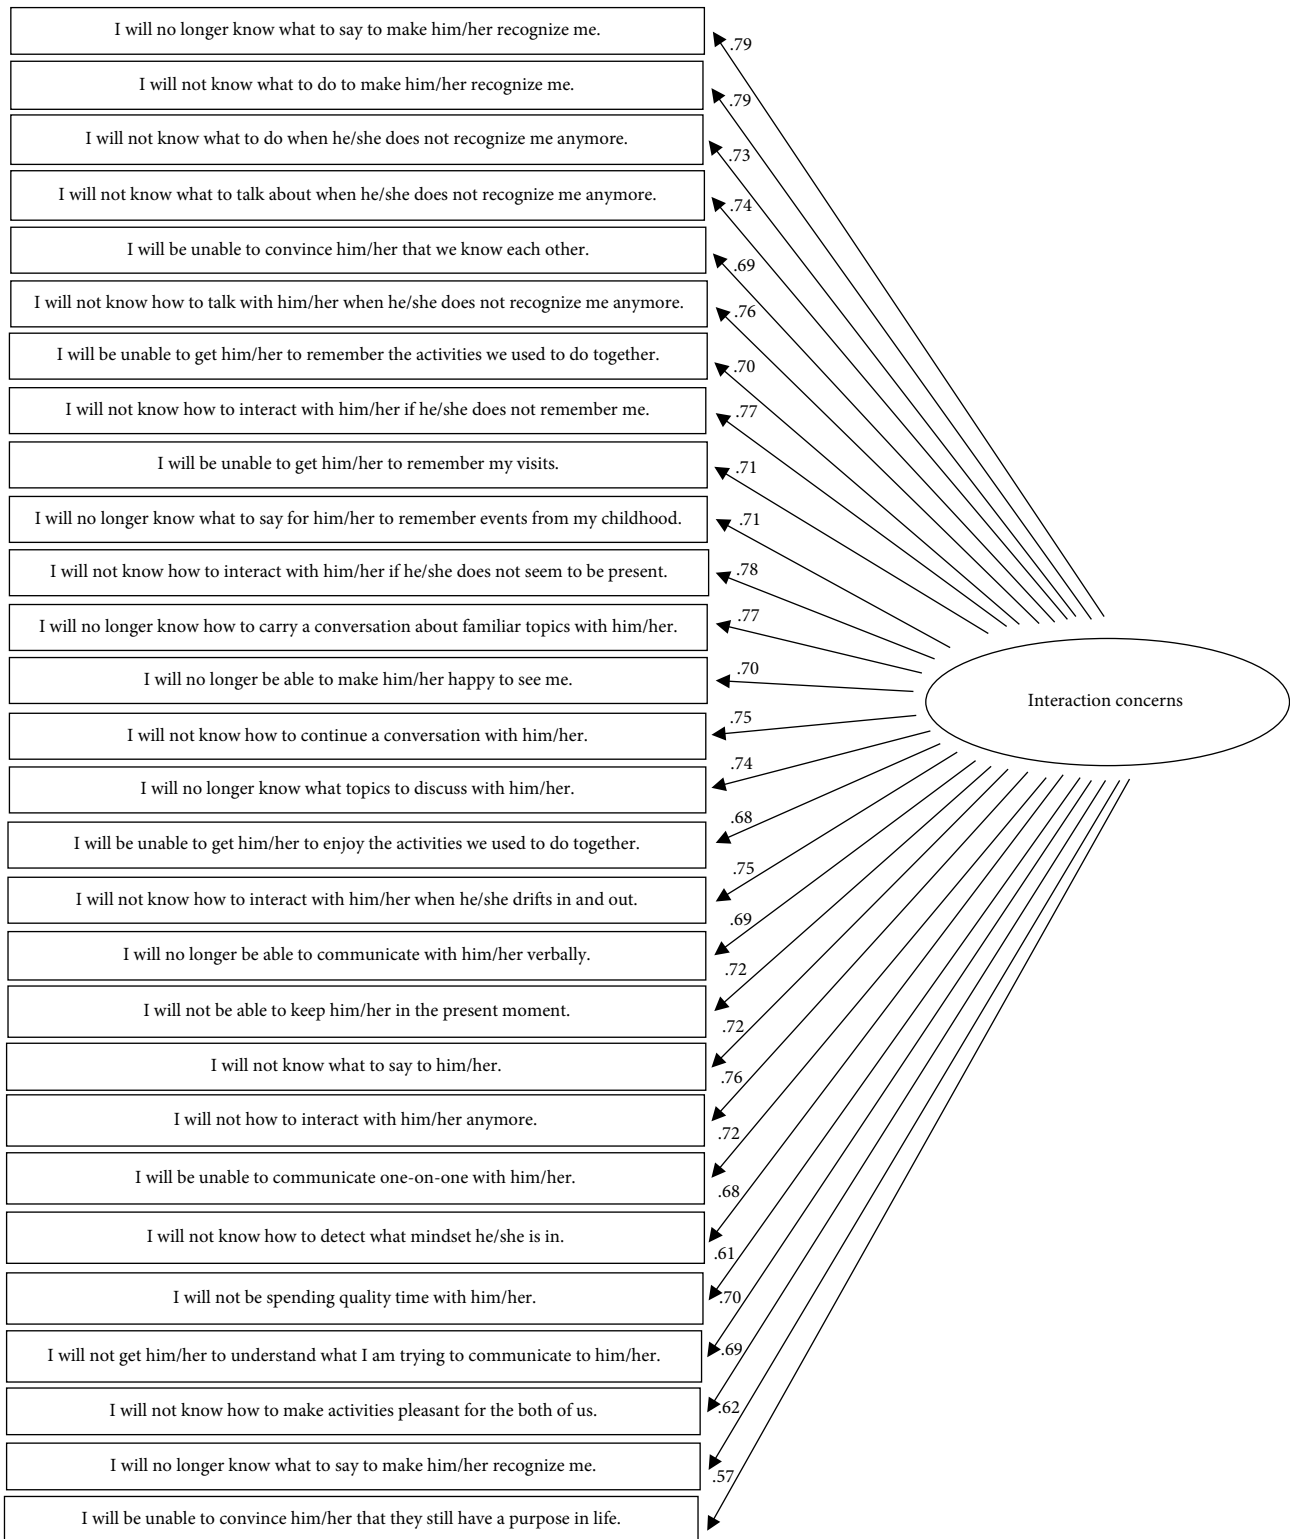 I will no longer know what to say to make him/her recognize me.
.79
I will not know what to do to make him/her recognize me.
.79
I will not know what to do when he/she does not recognize me anymore.
.73
I will not know what to talk about when he/she does not recognize me anymore.
.74
I will be unable to convince him/her that we know each other.
.69
I will not know how to talk with him/her when he/she does not recognize me anymore.
.76
I will be unable to get him/her to remember the activities we used to do together.
.70
I will not know how to interact with him/her if he/she does not remember me.
.77
I will be unable to get him/her to remember my visits.
.71
I will no longer know what to say for him/her to remember events from my childhood.
.71
I will not know how to interact with him/her if he/she does not seem to be present.
.78
I will no longer know how to carry a conversation about familiar topics with him/her.
.77
I will no longer be able to make him/her happy to see me.
.70
Interaction concerns
I will not know how to continue a conversation with him/her.
.75
I will no longer know what topics to discuss with him/her.
.74
I will be unable to get him/her to enjoy the activities we used to do together.
.68
I will not know how to interact with him/her when he/she drifts in and out.
.75
I will no longer be able to communicate with him/her verbally.
.69
I will not be able to keep him/her in the present moment.
.72
I will not know what to say to him/her.
.72
I will not how to interact with him/her anymore.
.76
I will be unable to communicate one-on-one with him/her.
.72
I will not know how to detect what mindset he/she is in.
.68
I will not be spending quality time with him/her.
.61
.70
I will not get him/her to understand what I am trying to communicate to him/her.
.69
I will not know how to make activities pleasant for the both of us.
.62
I will no longer know what to say to make him/her recognize me.
.57
I will be unable to convince him/her that they still have a purpose in life.